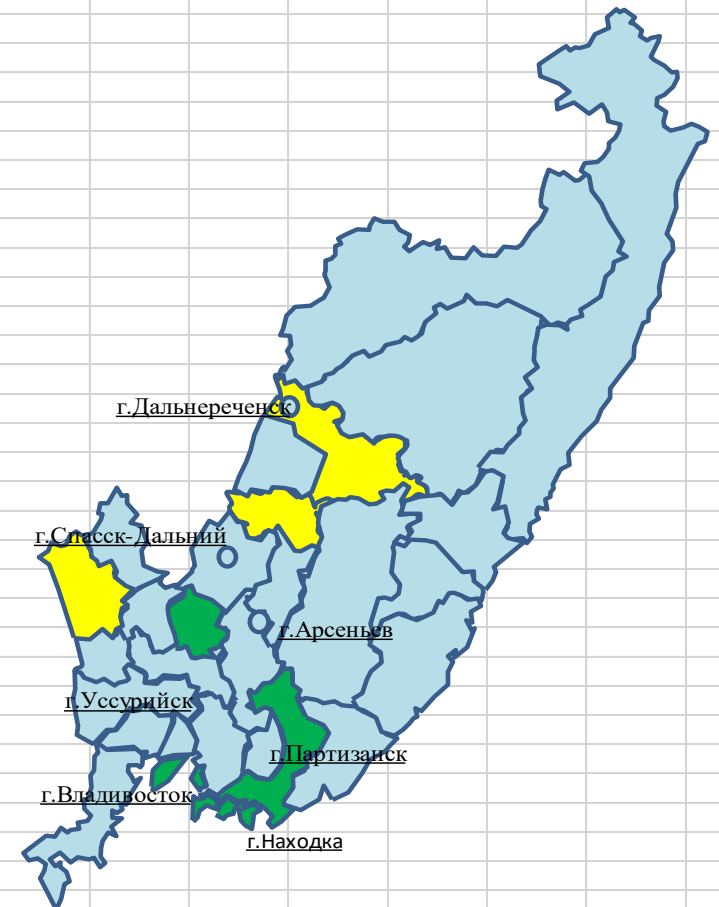 г.Дальнереченск
г.Спасск-Дальний
г.Арсеньев
г.Уссурийск
г.Партизанск
г.Владивосток
г.Находка